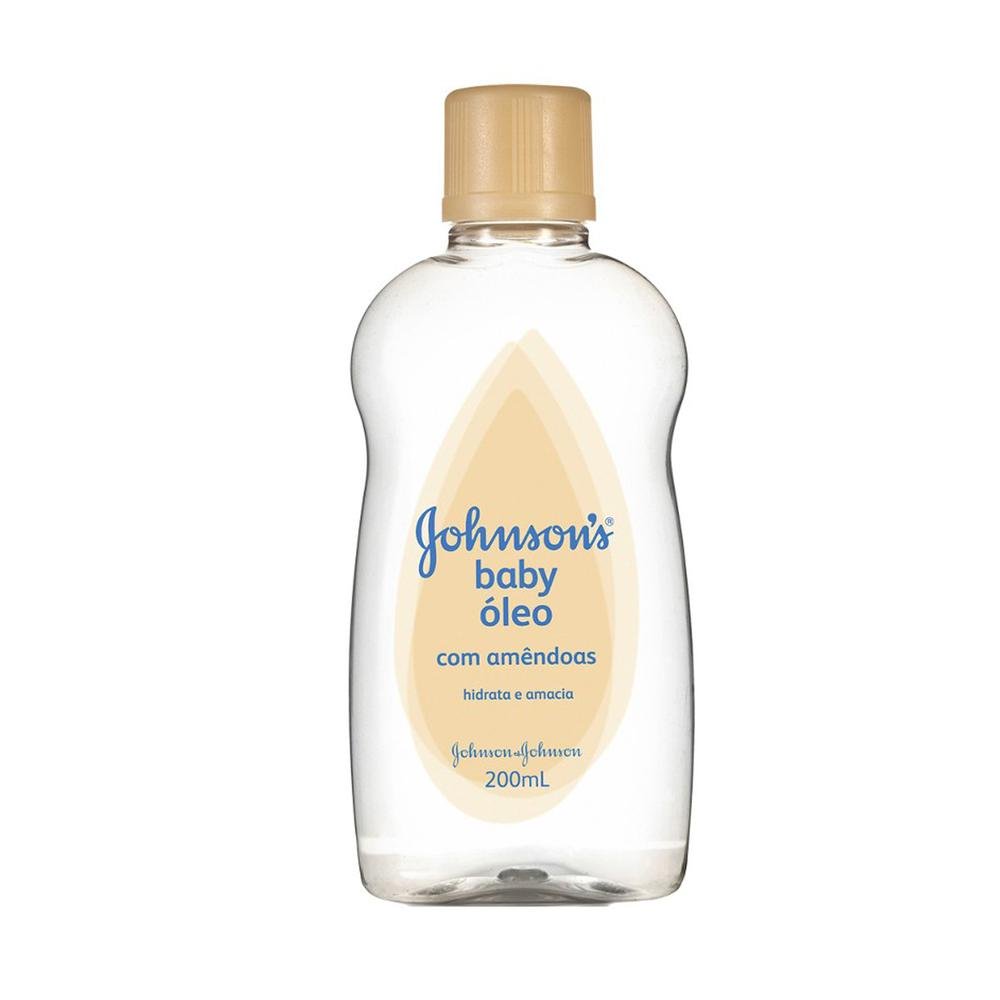 Johnson's®
baby
óleo
com amêndoas
hidrata e amacia
Johnson+Johnson
200mL